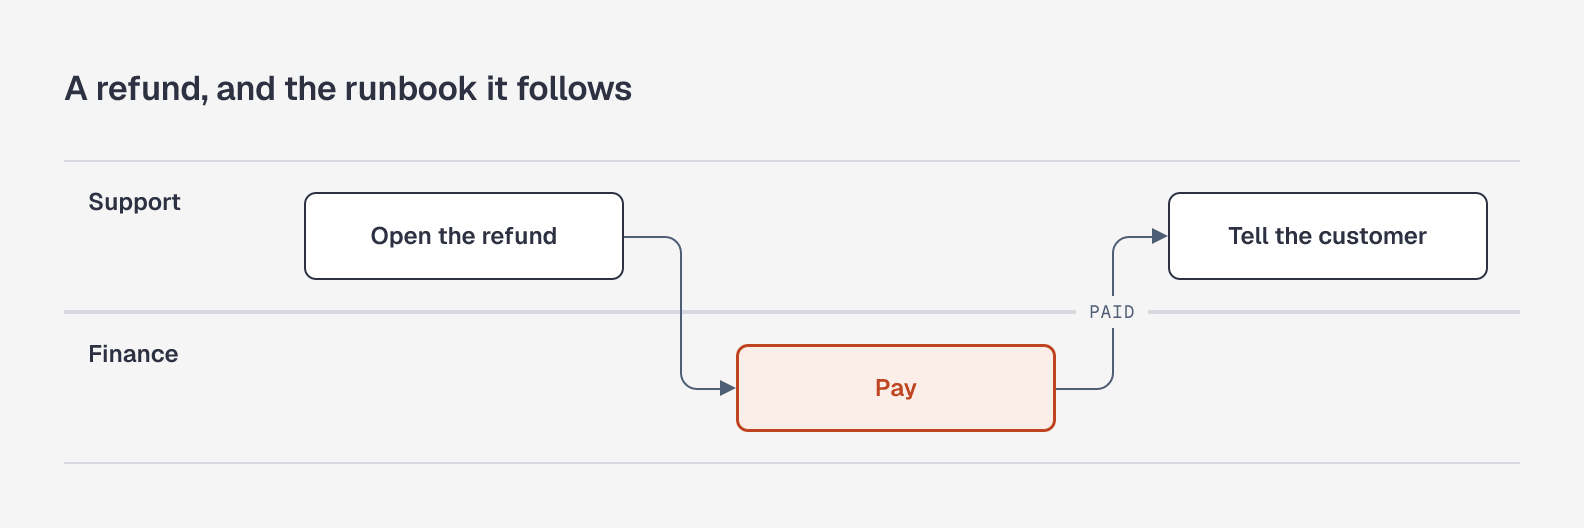 A refund, and the runbook it follows
Support
Open the refund
Tell the customer
PAID
Finance
Pay